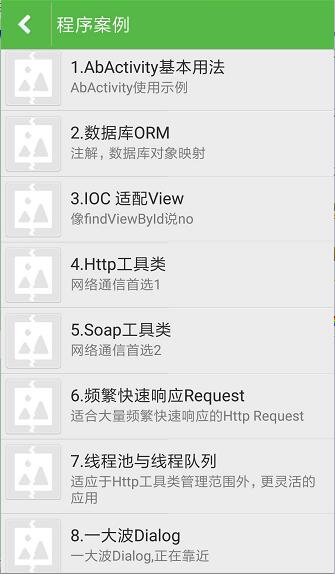 程序案例
1.AbActivity基本用法
AbActivity使用示例
2.数据库ORM
注解，数据库对象映射
3.IOC 适配View
像findViewById说no
4.Http工具类
网络通信首选1
5.Soap工具类
网络通信首选2
6.频繁快速响应Request
适合大量频繁快速响应的Http Request
7.线程池与线程队列
适应于Http工具类管理范围外，更灵活的
应用
8.一大波Dialog
一大波Dialog,正在靠近